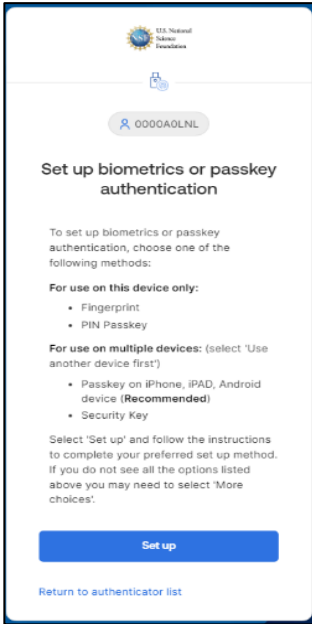 NSF
U.S. National
Science
Foundation
0000A0LNL
Set up biometrics or passkey
authentication
To set up biometrics or passkey
authentication, choose one of the
following methods:
For use on this device only:
• Fingerprint
• PIN Passkey
For use on multiple devices: (select 'Use
another device first')
• Passkey on iPhone, iPAD, Android
device (Recommended)
• Security Key
Select 'Set up' and follow the instructions
to complete your preferred set up method.
If you do not see all the options listed
above you may need to select 'More
choices'.
Set up
Return to authenticator list